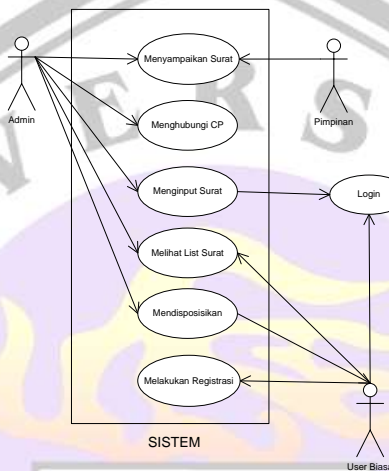 Menyampaikan Surat
Admin
Pimpinan
Menghubungi CP
Menginput Surat
Login
Melihat List Surat
Mendisposisikan
Melakukan Registrasi
SISTEM
User Biasa